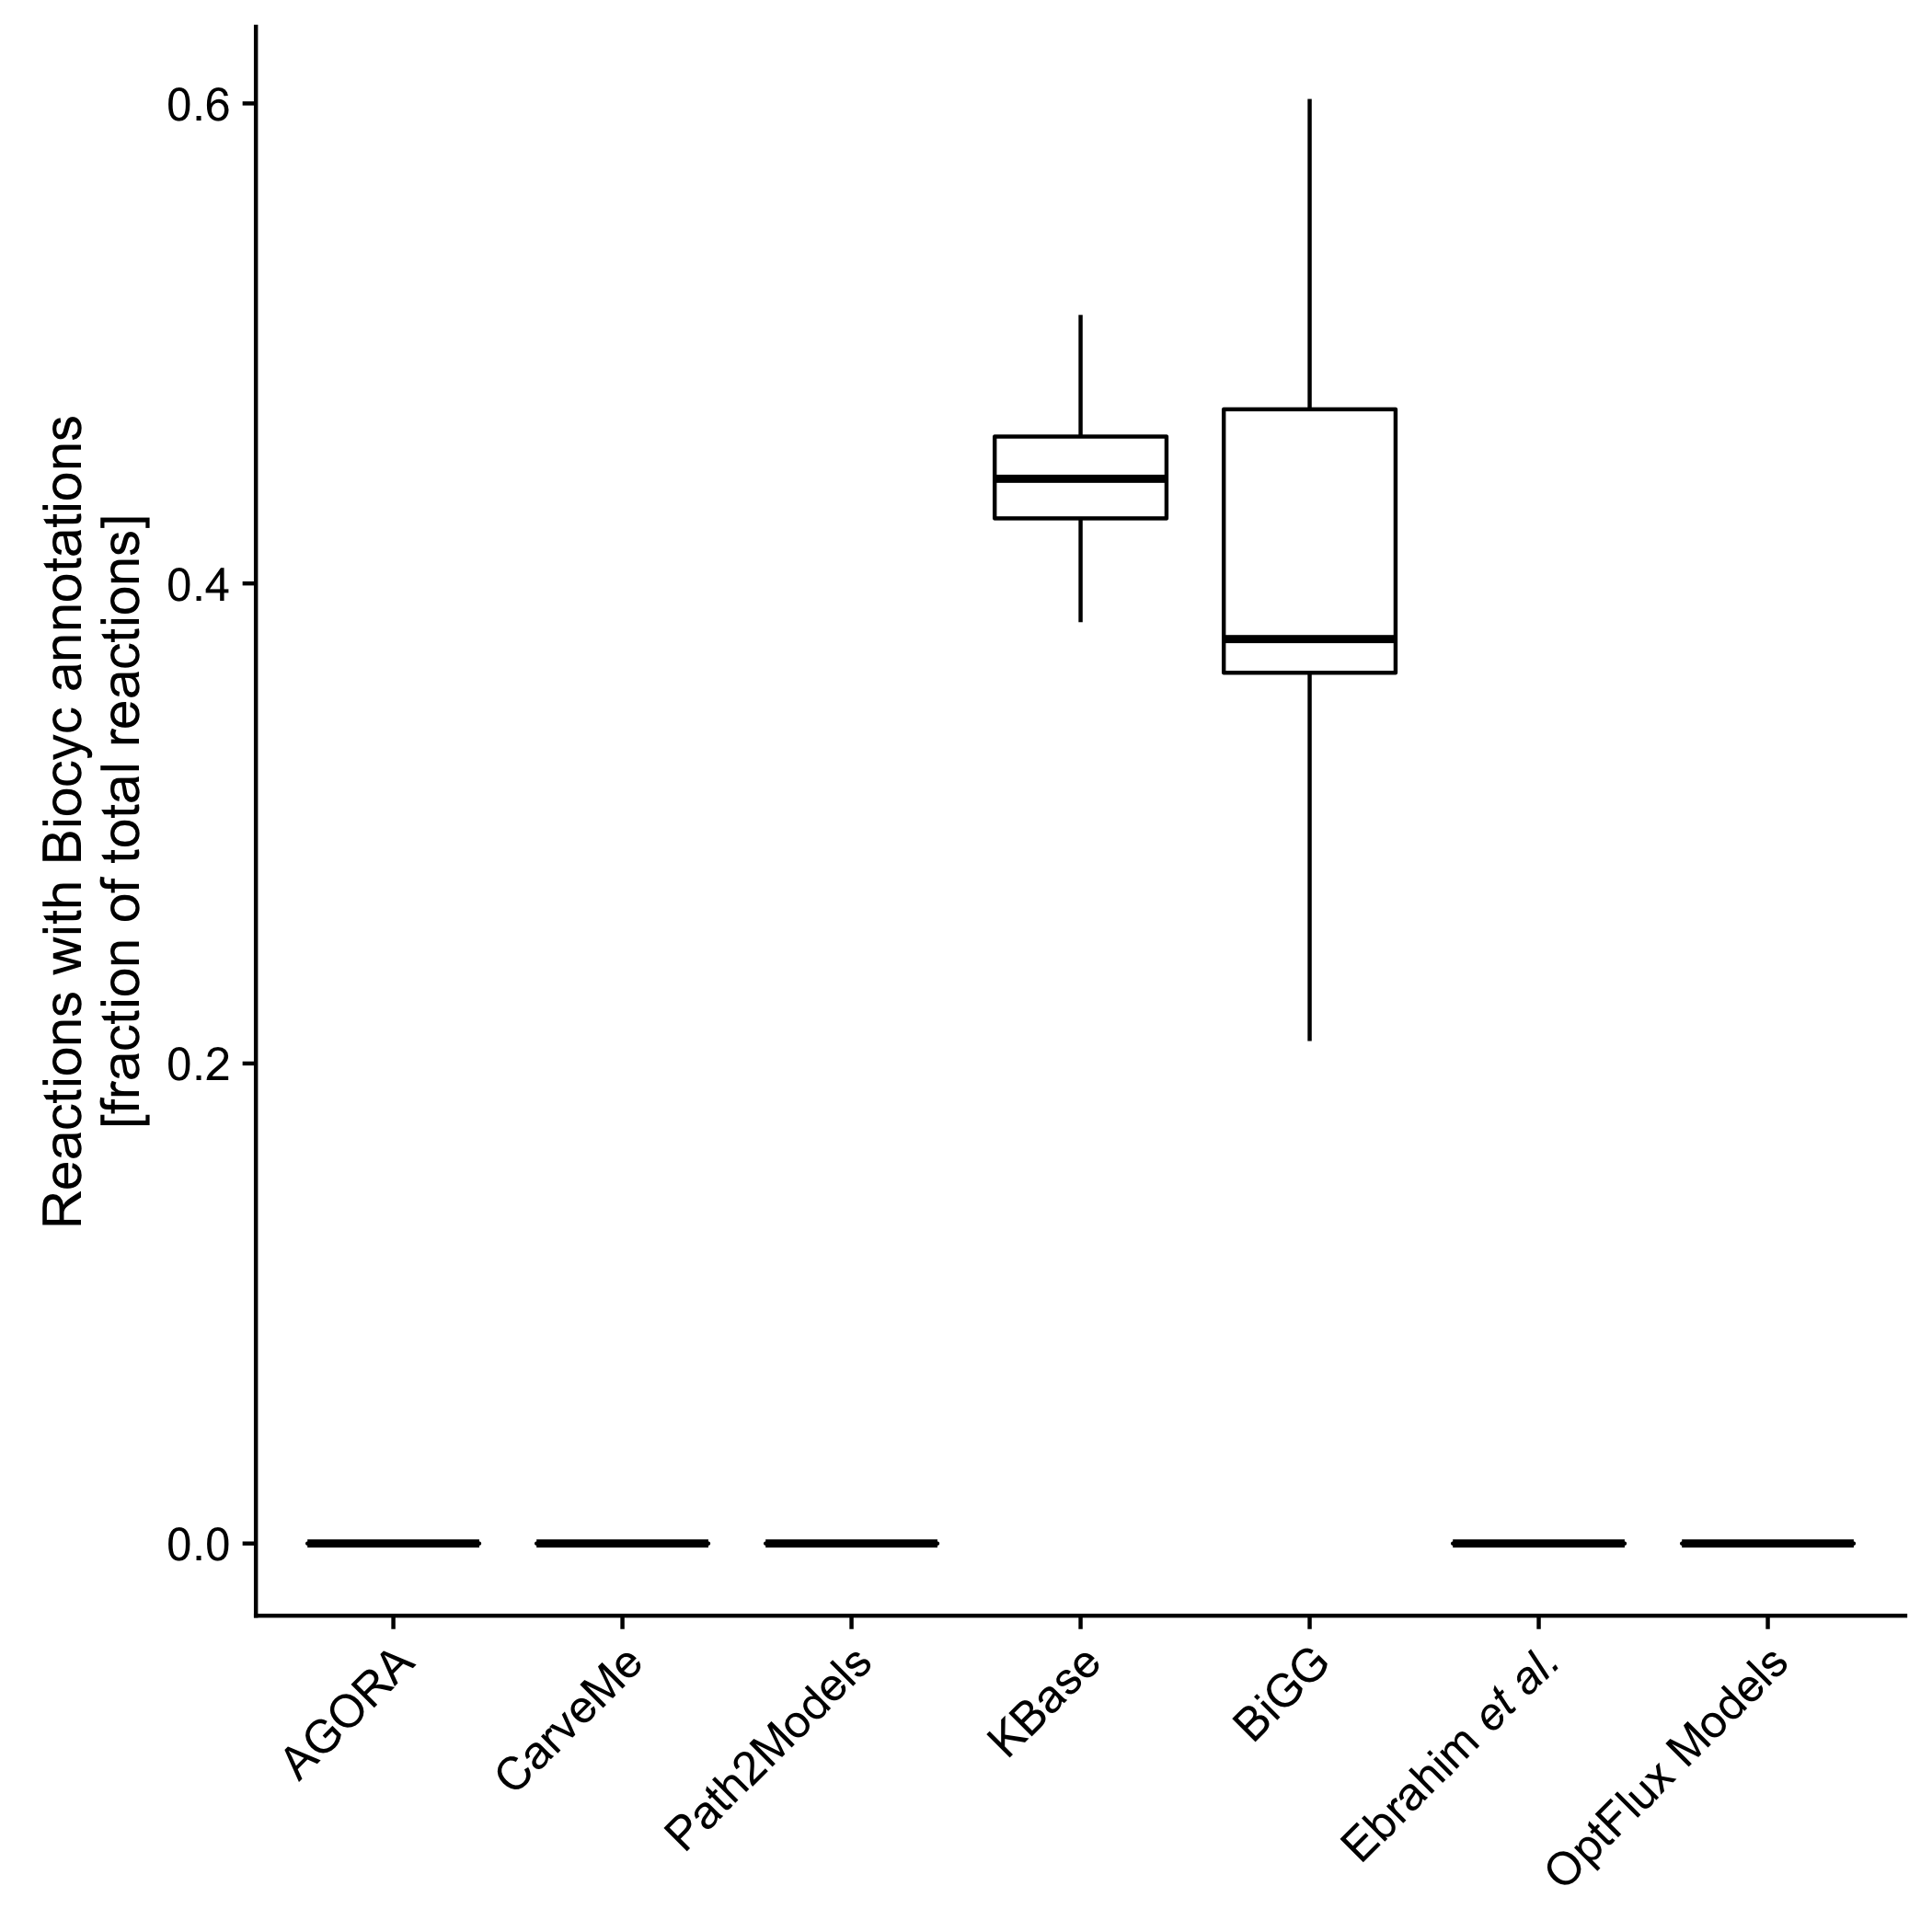 Reactions with Biocyc annotations
[fraction of total reactions]
0.6
0.4
0.2
0.0
AGORA
CarveMe
Path2Models
KBase
BiGG
Ebrahim et al.
OptFlux Models